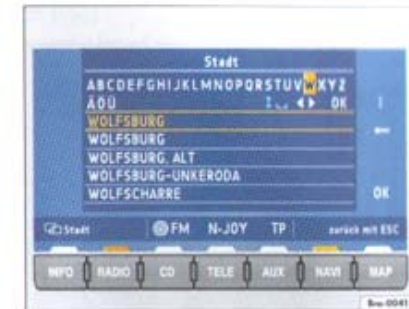 Stadt
ABCDEFGHIJKLMNOPQRSTUVWXYZ
ÄÖÜ OK
WOLFSBURG
WOLFSBURG
WOLFSBURG, ALT
WOLFSBURG-UNKERODA
WOLFSCHARRE
OK
Stadt FM N-JOY TP zurück mit ESC
INFO RADIO CD TELE AUX NAVI MAP